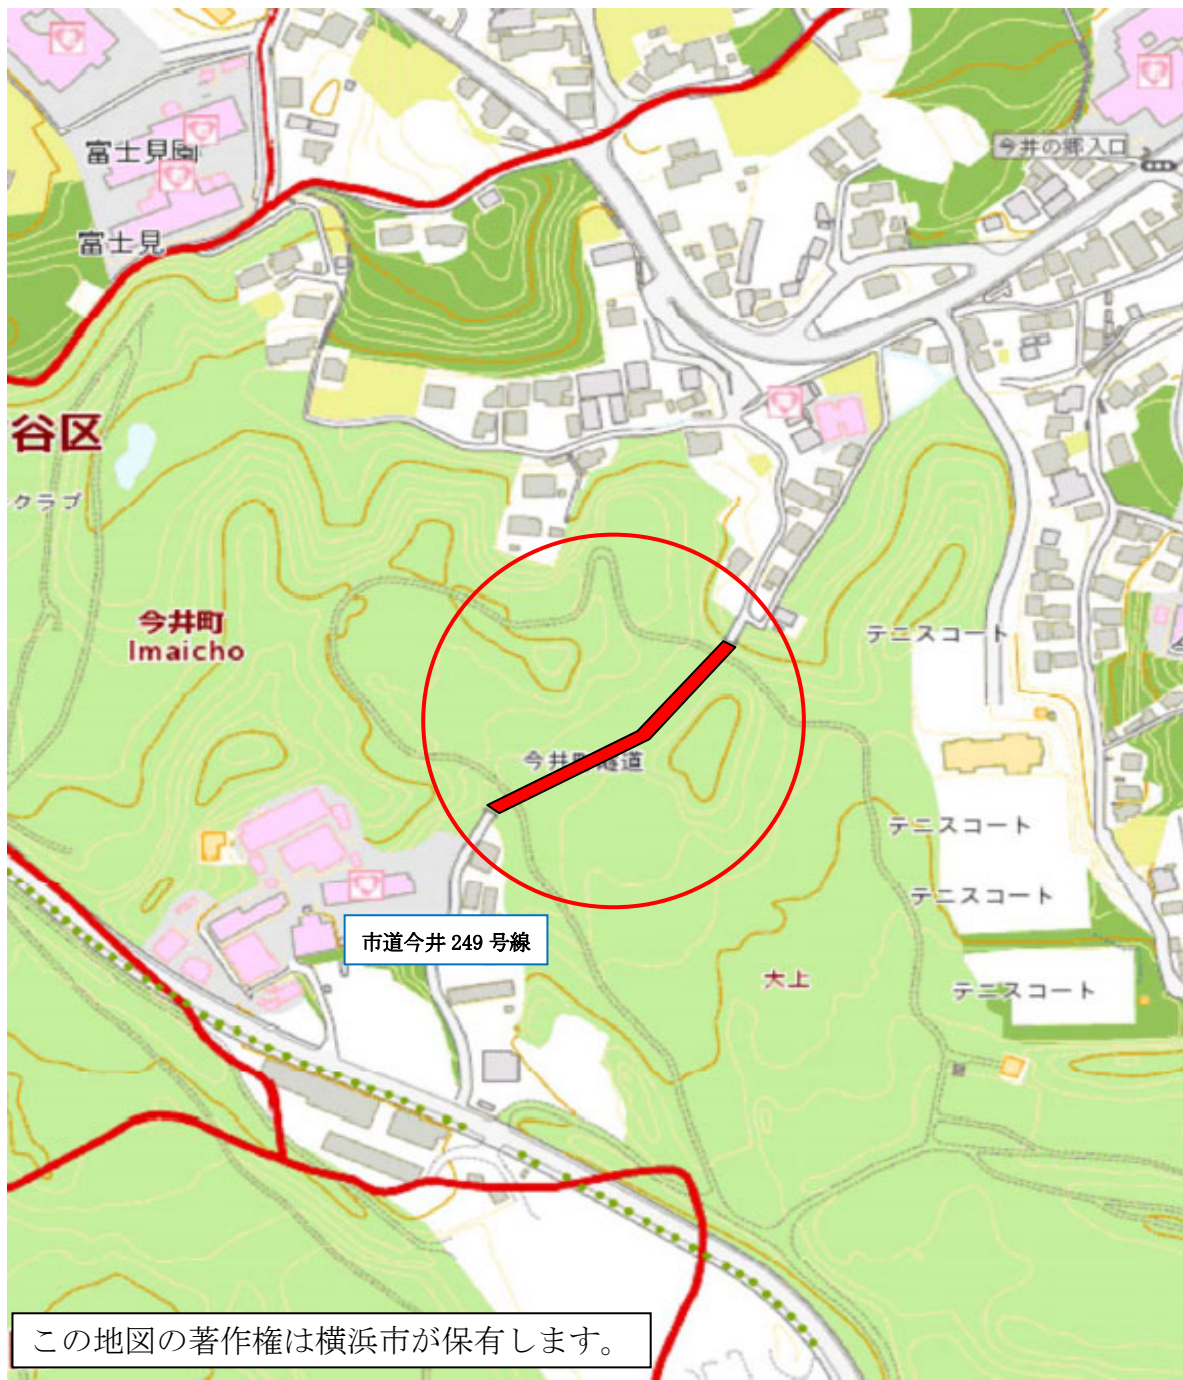 富士見園
今井の郷入口
富士見
谷区
クラブ
今井町
Imaicho
テニスコート
今井町隧道
テニスコート
テニスコート
市道今井 249 号線
大上
テニスコート
この地図の著作権は横浜市が保有します。